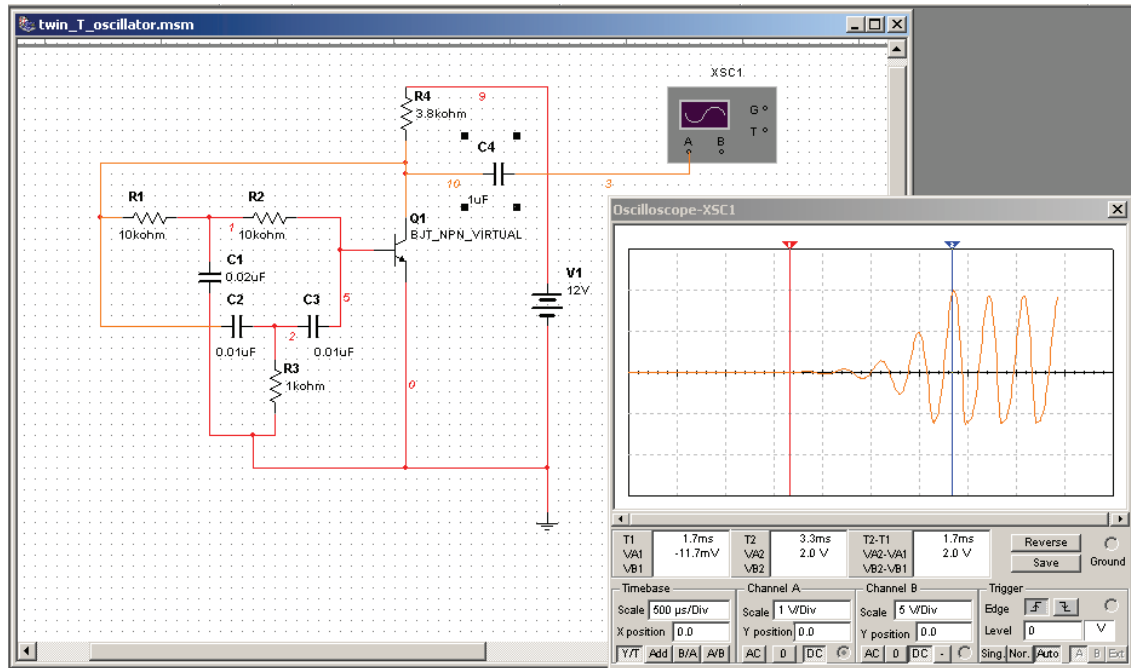 twin_T_oscillator.msm
XSC1
R4
9
3.8kohm
G
T
A B
C4
10
3
1uF
R1 R2
1
10kohm 10kohm
Q1
BJT_NPN_VIRTUAL
C1
0.02uF
V1
12V
C2 C3
5
2
0.01uF 0.01uF
R3
1kohm
0
Oscilloscope-XSC1
1 2
T1 1.7ms T2 3.3ms T2-T1 1.7ms
VA1 -11.7mV VA2 2.0 V VA2-VA1 2.0 V
VB1 VB2 VB2-VB1
Reverse
Save
Ground
Timebase Channel A Channel B Trigger
Scale 500 µs/Div Scale 1 V/Div Scale 5 V/Div Edge
X position 0.0 Y position 0.0 Y position 0.0 Level 0 V
Y/T Add B/A A/B AC 0 DC AC 0 DC - Sing. Nor. Auto A B Ext